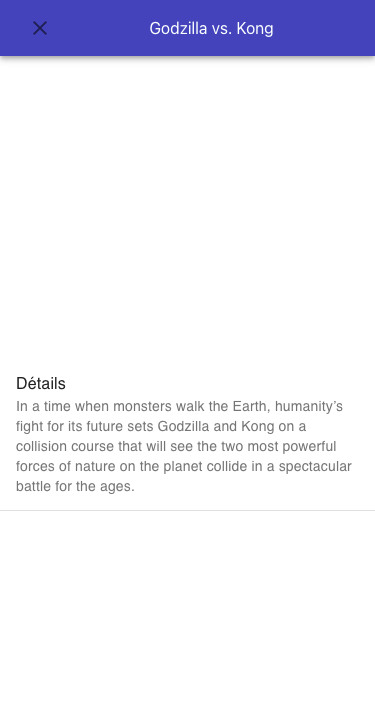 Godzilla vs. Kong
Détails
In a time when monsters walk the Earth, humanity’s
fight for its future sets Godzilla and Kong on a
collision course that will see the two most powerful
forces of nature on the planet collide in a spectacular
battle for the ages.